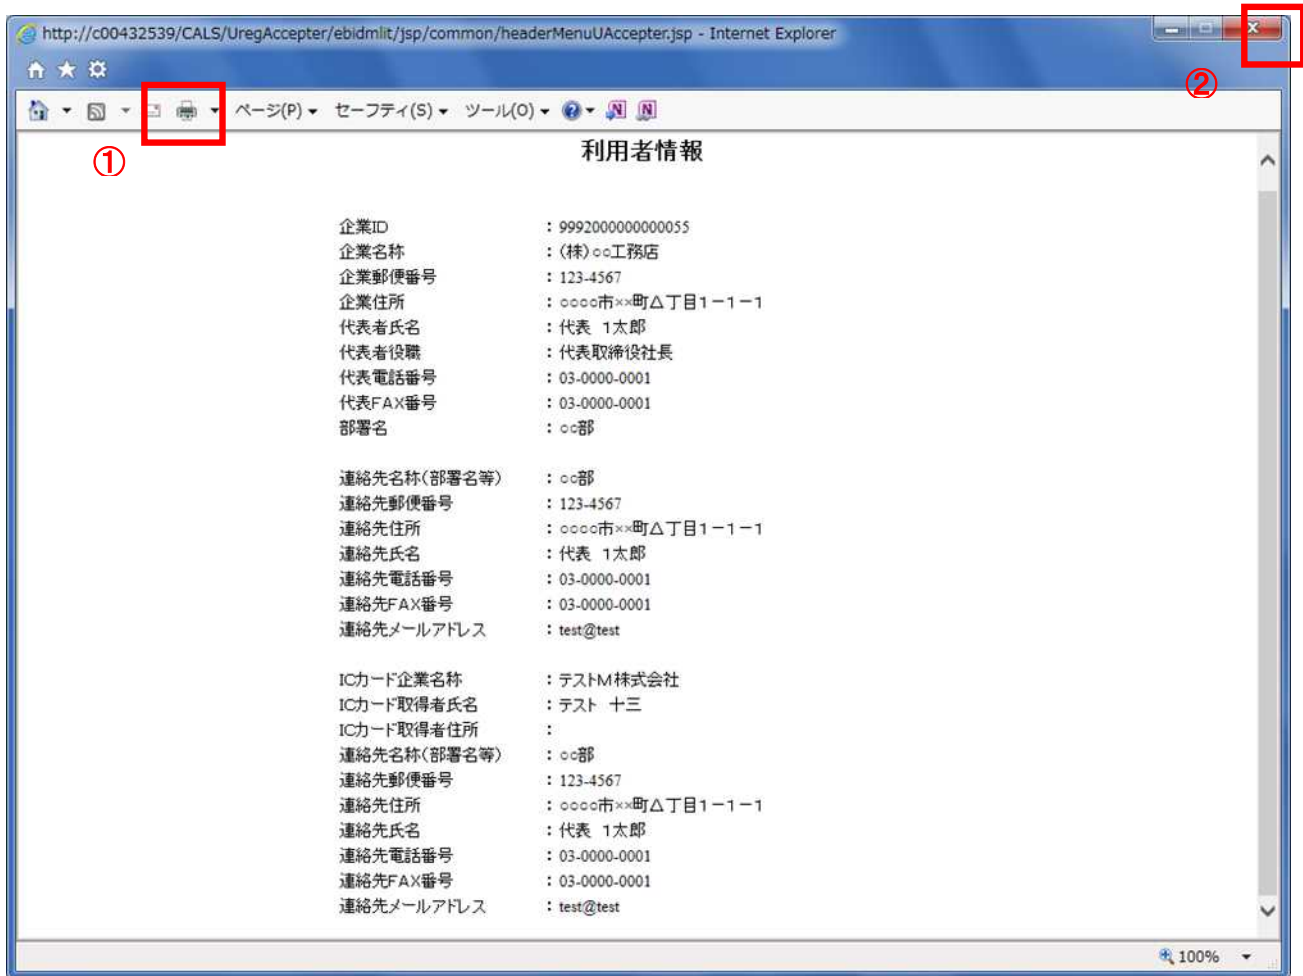 http://c00432539/CALS/UregAccepter/ebidmlit/jsp/common/headerMenuUAccepter.jsp - Internet Explorer
②
ページ(P) セーフティ(S) ツール(O)
①
利用者情報
企業ID : 9992000000000055
企業名称 : (株)○○工務店
企業郵便番号 : 123-4567
企業住所 : ○○○○市××町△丁目1-1-1
代表者氏名 : 代表 1太郎
代表者役職 : 代表取締役社長
代表電話番号 : 03-0000-0001
代表FAX番号 : 03-0000-0001
部署名 : ○○部
連絡先名称(部署名等) : ○○部
連絡先郵便番号 : 123-4567
連絡先住所 : ○○○○市××町△丁目1-1-1
連絡先氏名 : 代表 1太郎
連絡先電話番号 : 03-0000-0001
連絡先FAX番号 : 03-0000-0001
連絡先メールアドレス : test@test
ICカード企業名称 : テストM株式会社
ICカード取得者氏名 : テスト 十三
ICカード取得者住所 :
連絡先名称(部署名等) : ○○部
連絡先郵便番号 : 123-4567
連絡先住所 : ○○○○市××町△丁目1-1-1
連絡先氏名 : 代表 1太郎
連絡先電話番号 : 03-0000-0001
連絡先FAX番号 : 03-0000-0001
連絡先メールアドレス : test@test
100%